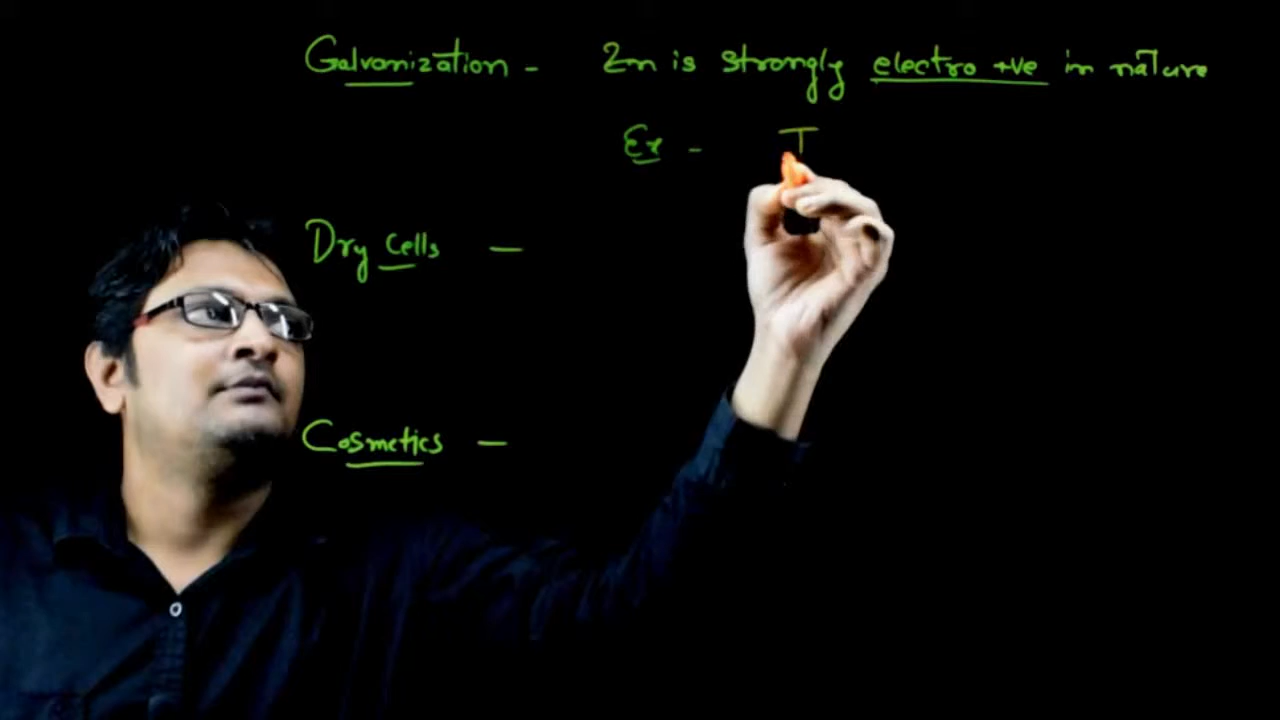 Galvanization - Zn is strongly electro +ve in nature
Ex - T
Dry Cells -
Cosmetics -